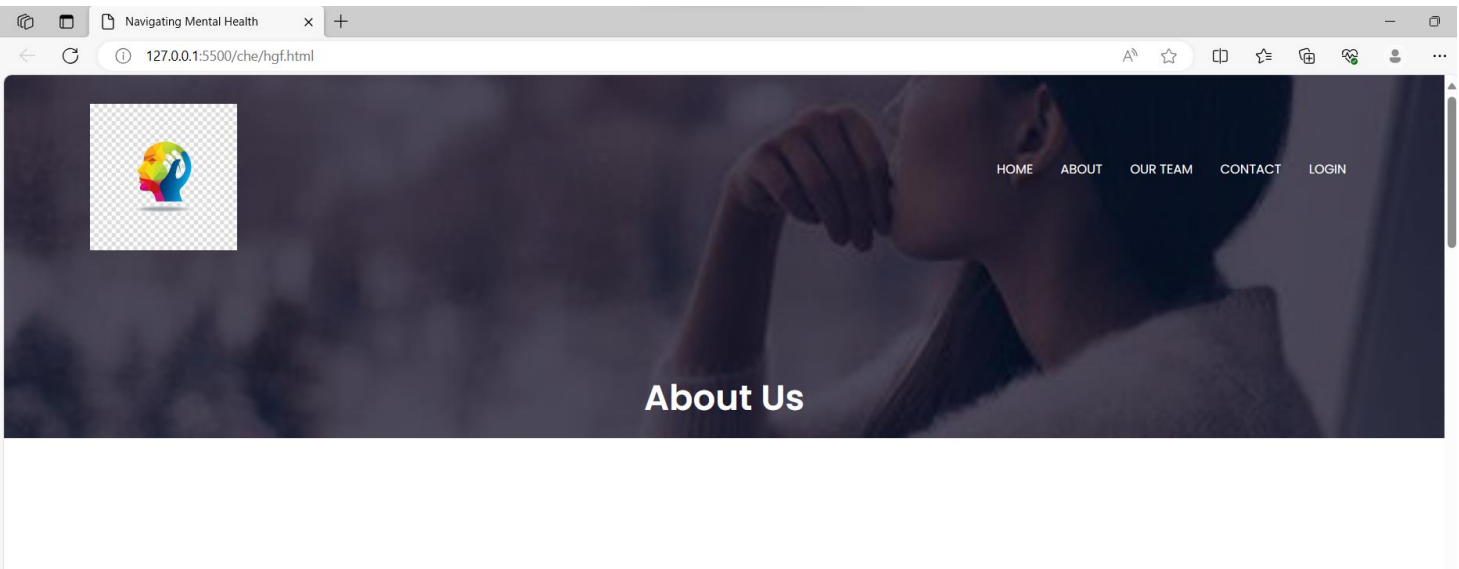 Navigating Mental Health
127.0.0.1:5500/che/hgf.html
HOME ABOUT OUR TEAM CONTACT LOGIN
About Us